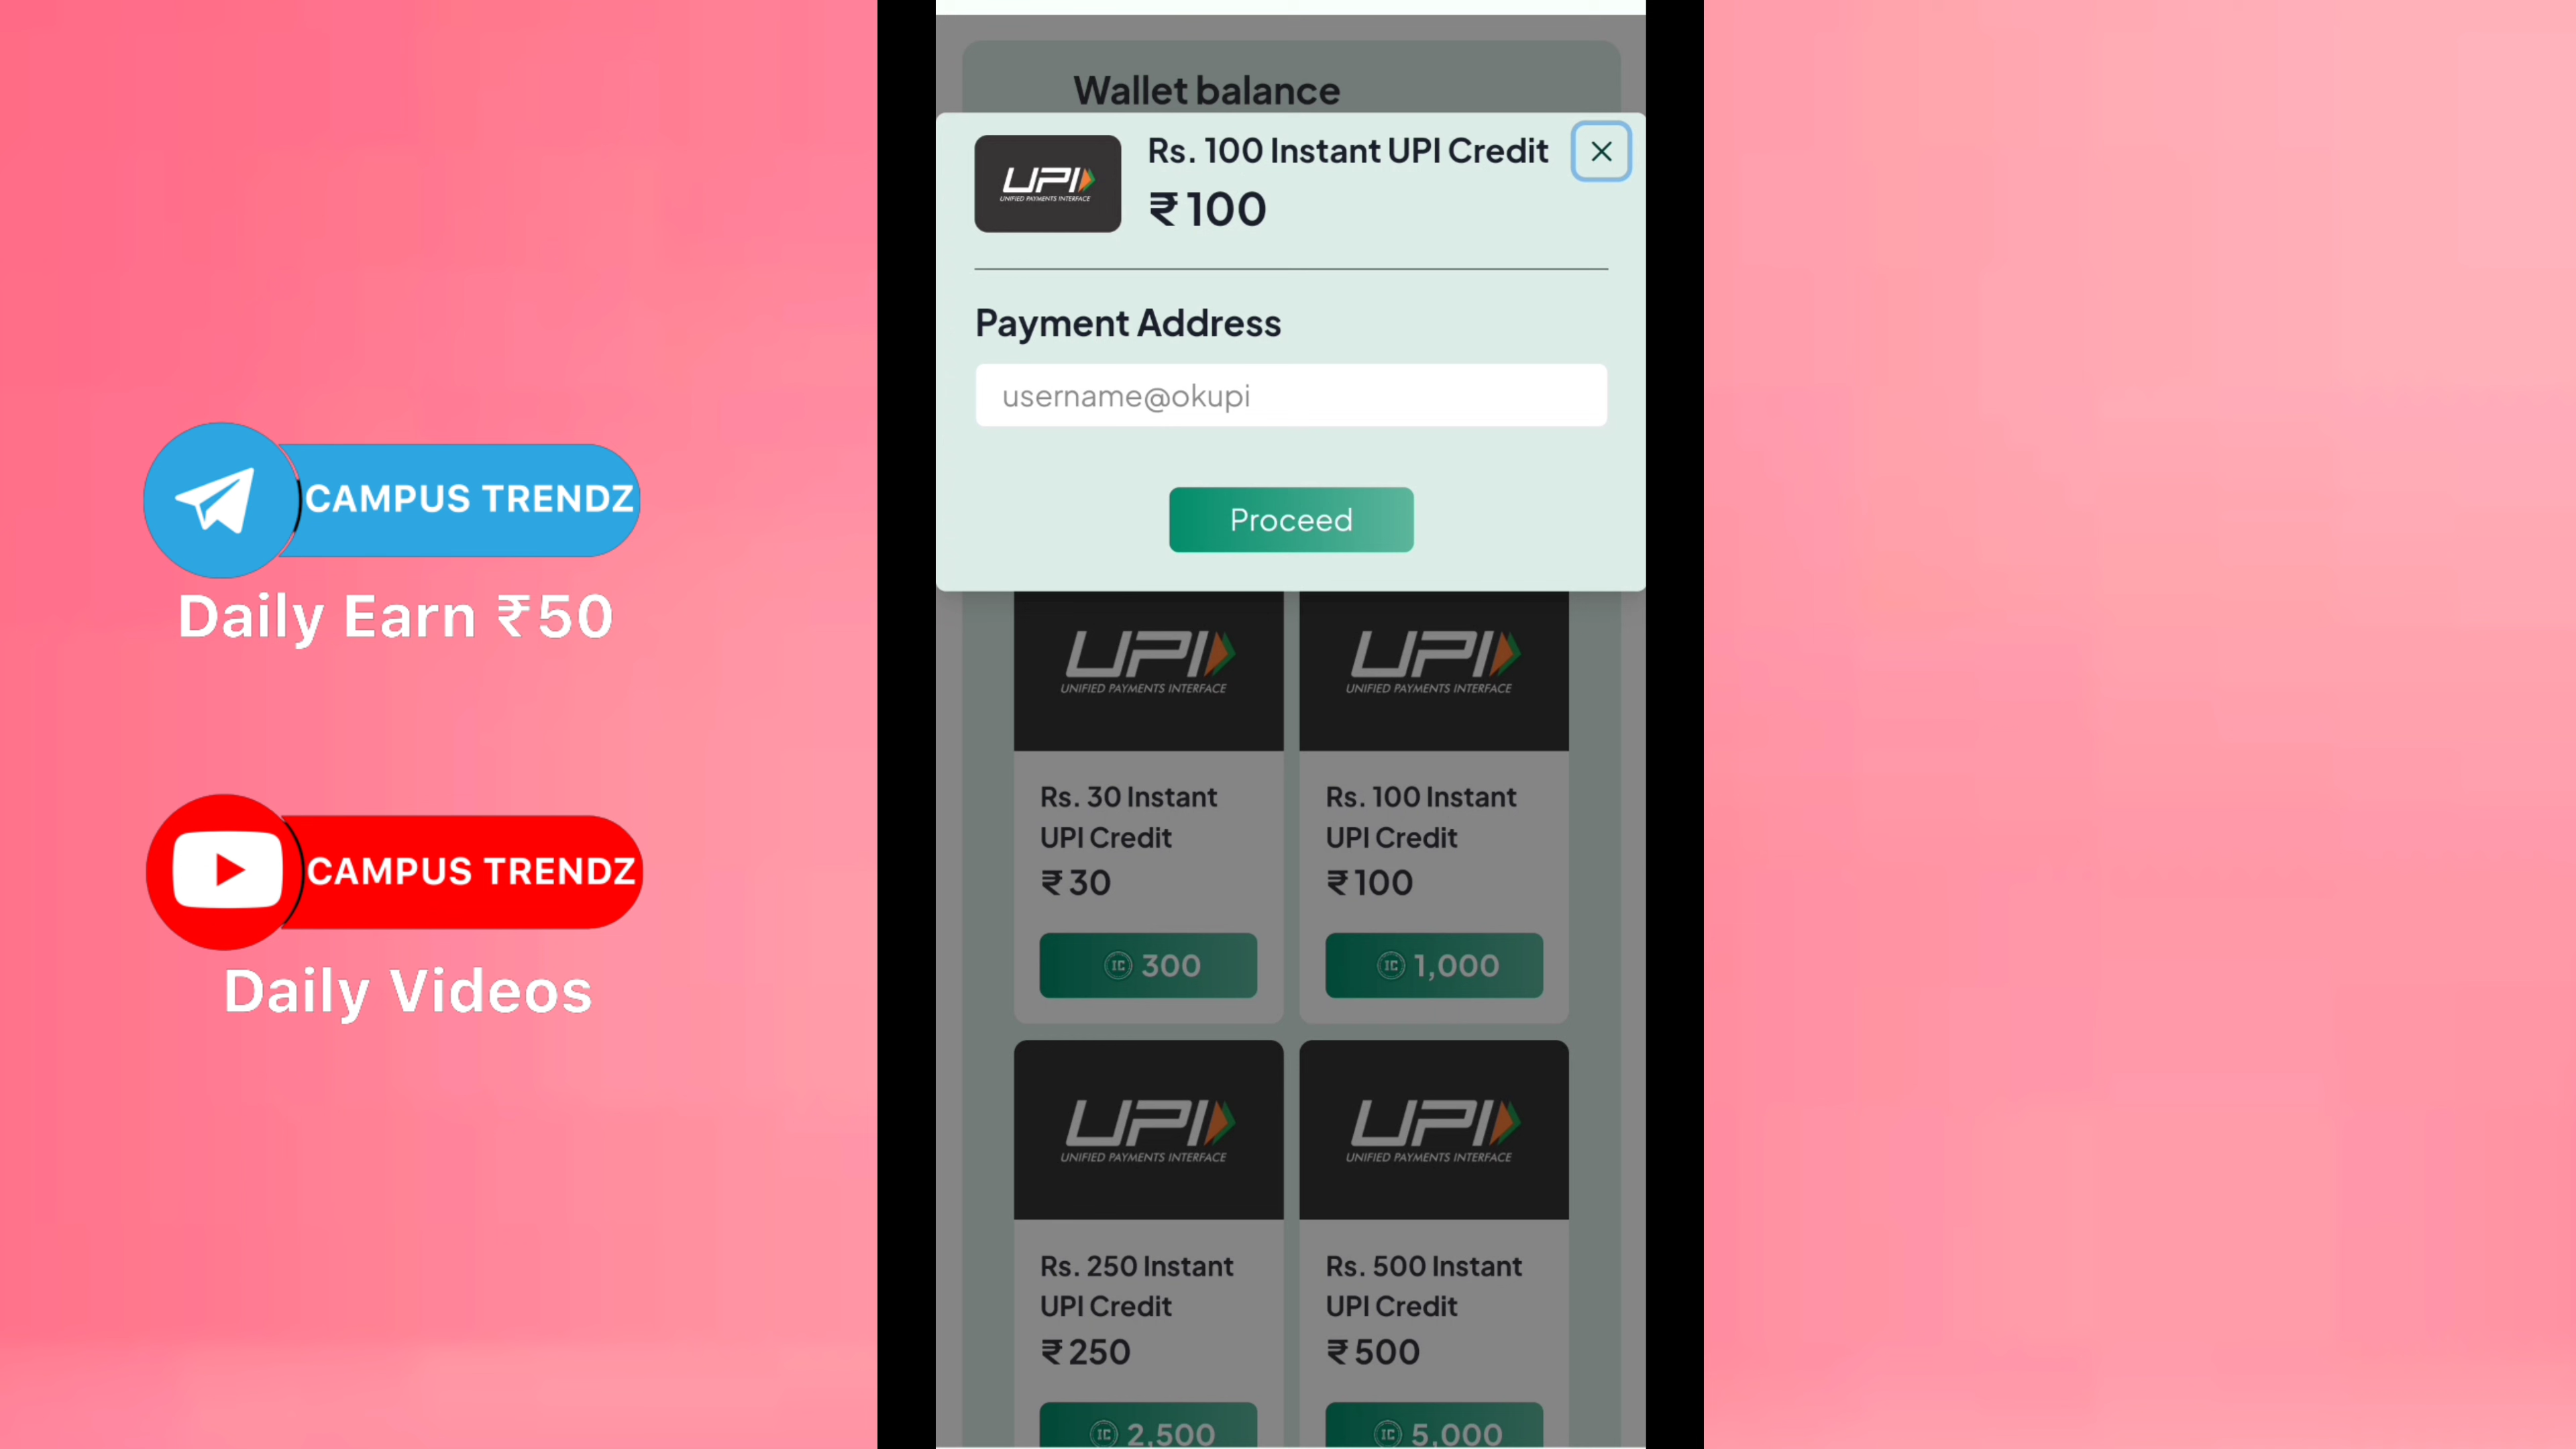 CAMPUS TRENDZ
Daily Earn ₹50
CAMPUS TRENDZ
Daily Videos
Wallet balance
UPI
UNIFIED PAYMENTS INTERFACE
Rs. 100 Instant UPI Credit
₹ 100
Payment Address
username@okupi
Proceed
UPI
UNIFIED PAYMENTS INTERFACE
Rs. 30 Instant
UPI Credit
₹ 30
IC 300
UPI
UNIFIED PAYMENTS INTERFACE
Rs. 100 Instant
UPI Credit
₹ 100
IC 1,000
UPI
UNIFIED PAYMENTS INTERFACE
Rs. 250 Instant
UPI Credit
₹ 250
IC 2,500
UPI
UNIFIED PAYMENTS INTERFACE
Rs. 500 Instant
UPI Credit
₹ 500
IC 5,000